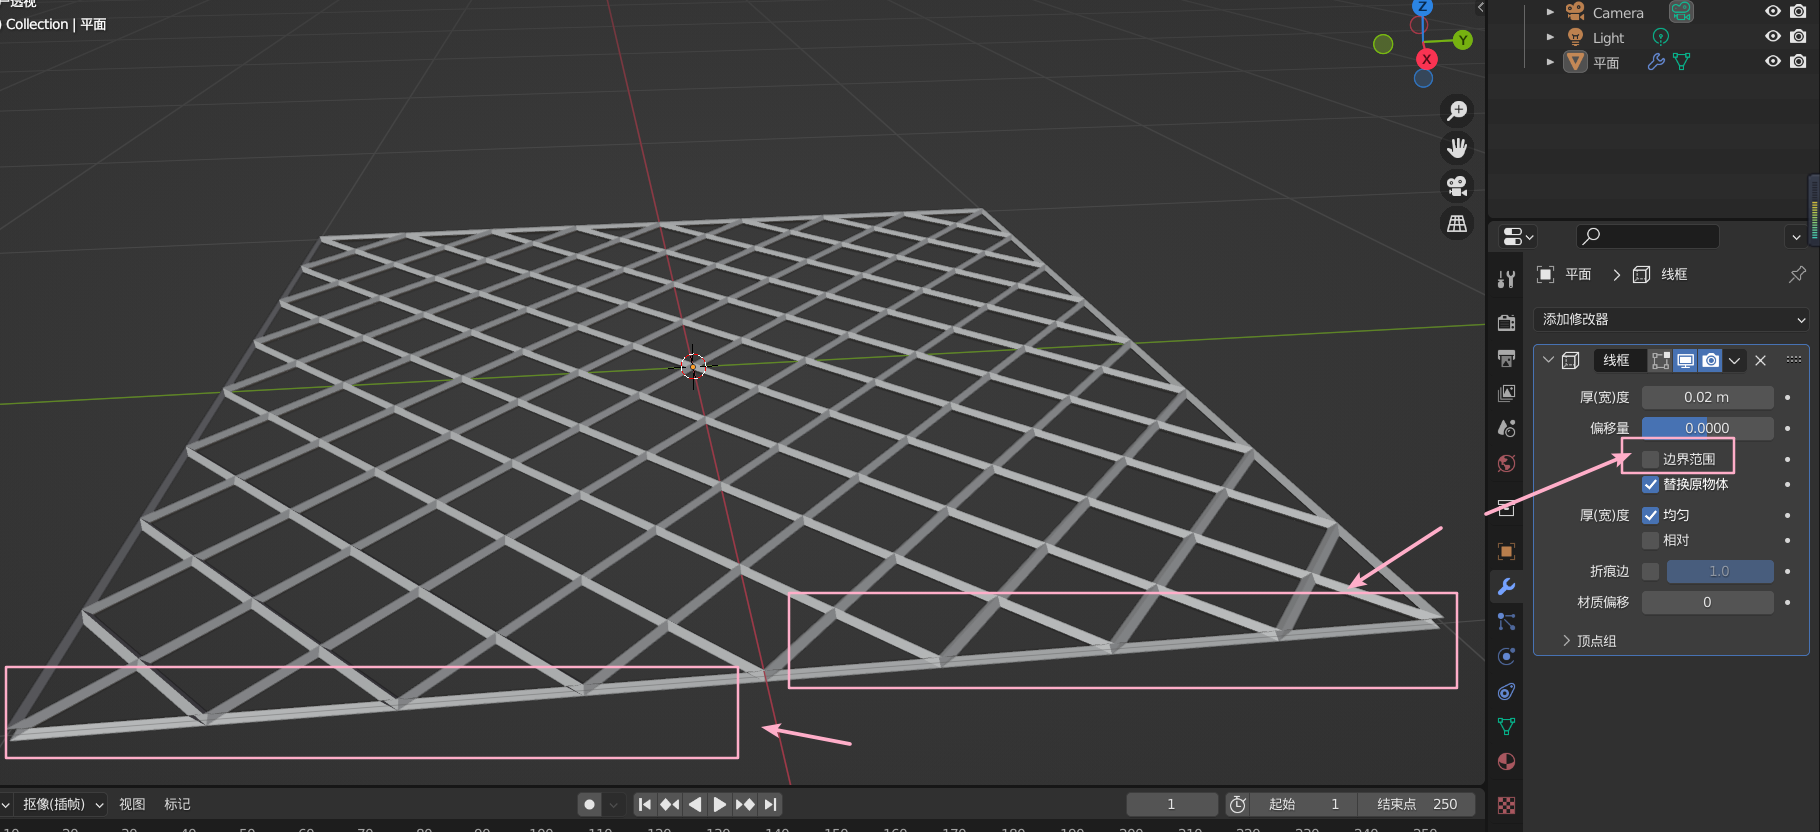 户透视
) Collection | 平面
Z
Y
X
Camera
Light
平面
平面
线框
添加修改器
线框
厚(宽)度 0.02 m
偏移量 0.0000
边界范围
替换原物体
厚(宽)度 均匀
相对
折痕边 1.0
材质偏移 0
顶点组
抠像(插帧) 视图 标记
1
起始 1 结束点 250